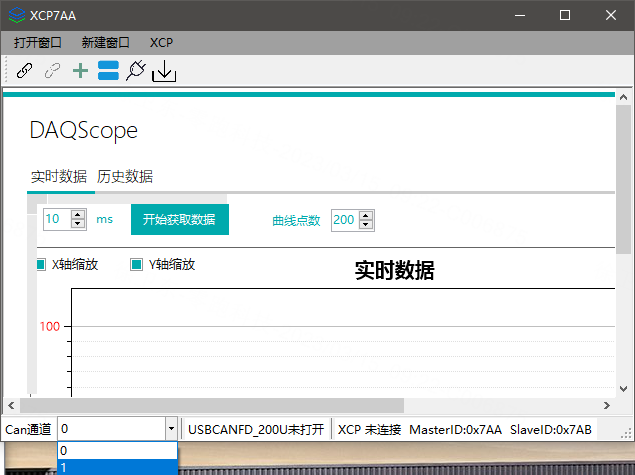 XCP7AA
打开窗口 新建窗口 XCP
DAQScope
实时数据 历史数据
10 ms 开始获取数据 曲线点数 200
X轴缩放 Y轴缩放
实时数据
100
Can通道 0 USBCANFD_200U未打开 XCP 未连接 MasterID:0x7AA SlaveID:0x7AB
0
1